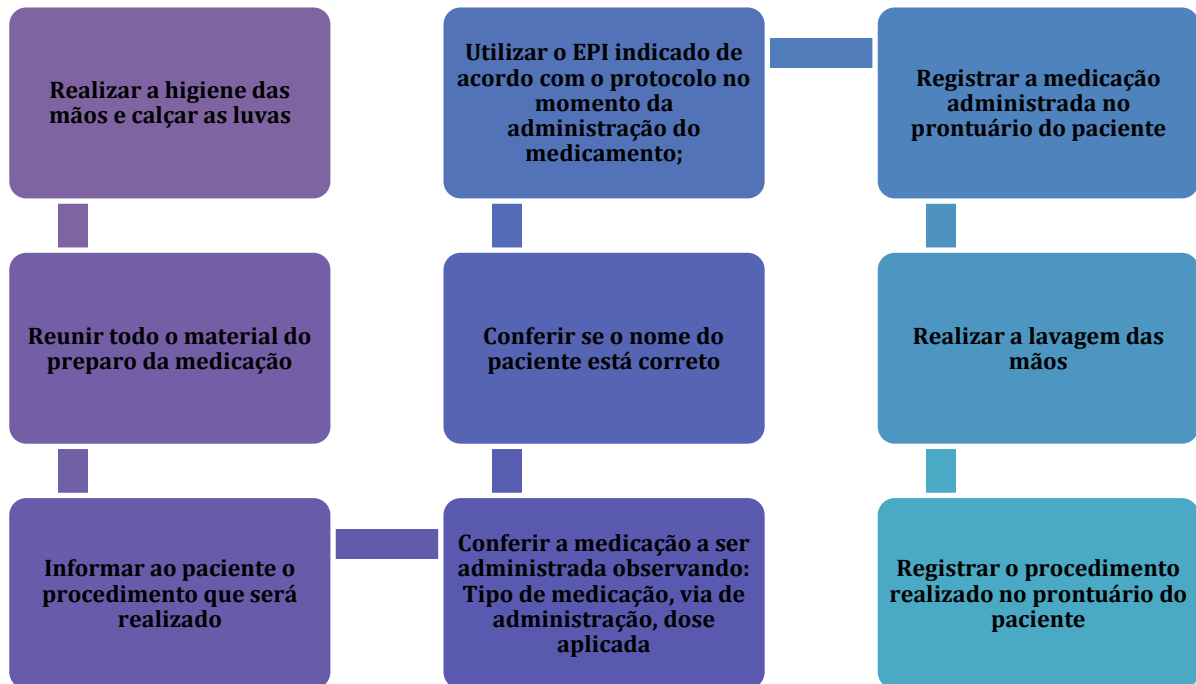 Realizar a higiene das
mãos e calçar as luvas
Reunir todo o material do
preparo da medicação
Informar ao paciente o
procedimento que será
realizado
Conferir a medicação a ser
administrada observando:
Tipo de medicação, via de
administração, dose
aplicada
Conferir se o nome do
paciente está correto
Utilizar o EPI indicado de
acordo com o protocolo no
momento da
administração do
medicamento;
Registrar a medicação
administrada no
prontuário do paciente
Realizar a lavagem das
mãos
Registrar o procedimento
realizado no prontuário do
paciente